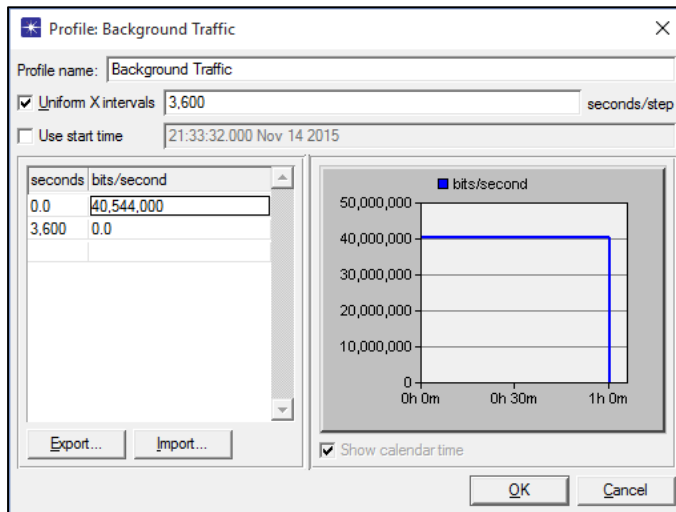 Profile: Background Traffic
Profile name: Background Traffic
Uniform X intervals 3,600 seconds/step
Use start time 21:33:32.000 Nov 14 2015
seconds bits/second
0.0 40,544,000
3,600 0.0
Export... Import...
bits/second
50,000,000
40,000,000
30,000,000
20,000,000
10,000,000
0
0h 0m 0h 30m 1h 0m
Show calendar time
OK Cancel